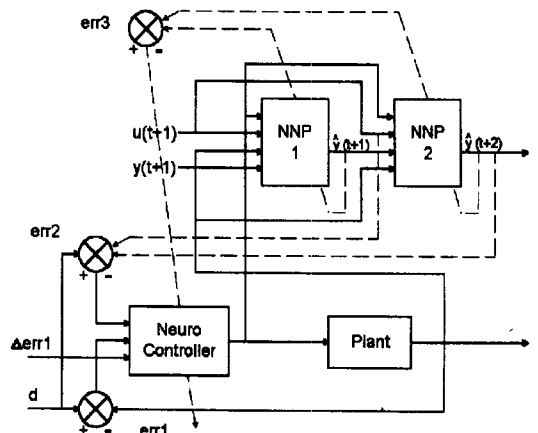 err3
+ -
NNP
1
NNP
2
u(t+1)
y(t+1)
ŷ(t+1)
ŷ(t+2)
err2
+ -
Neuro
Controller
Plant
Δerr1
d
+ -
err1